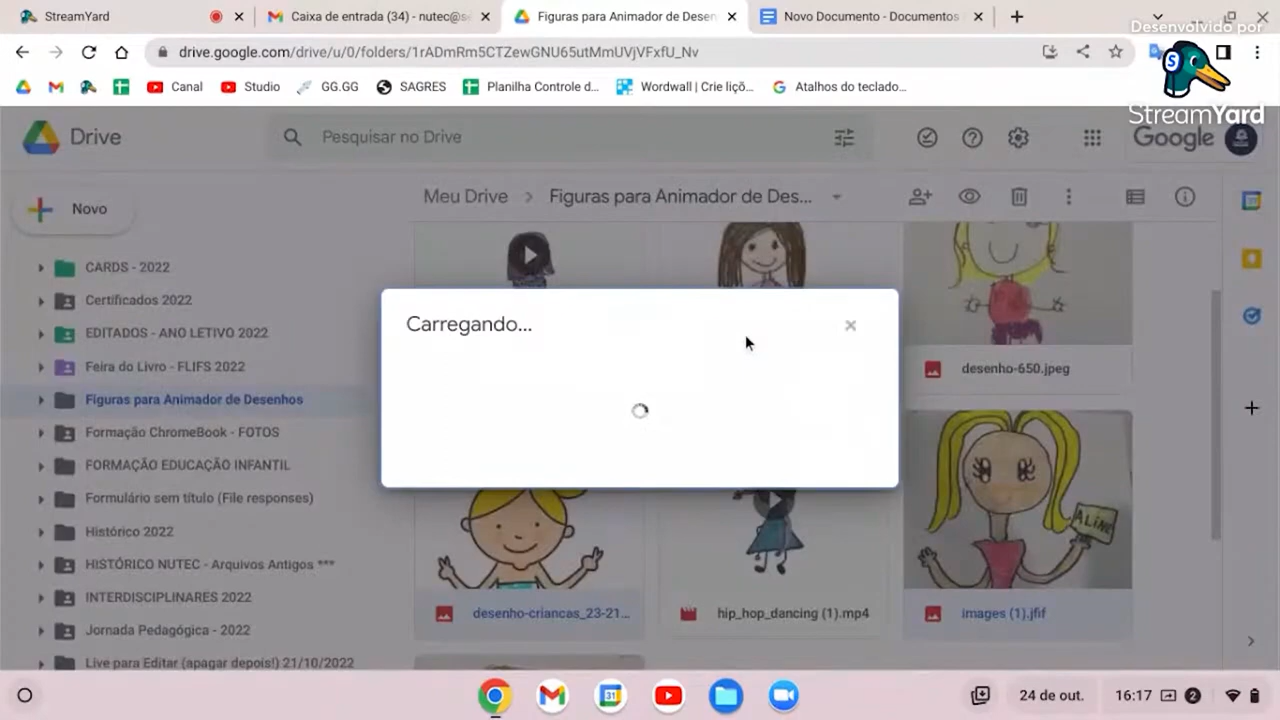 StreamYard
Caixa de entrada (34) - nutec@s
Figuras para Animador de Desen
Novo Documento - Documentos
Desenvolvido por
StreamYard
drive.google.com/drive/u/0/folders/1rADmRm5CTZewGNU65utMmUVjVFxfU_Nv
Canal
Studio
GG.GG
SAGRES
Planilha Controle d...
Wordwall | Crie liçõ...
Atalhos do teclado...
Drive
Pesquisar no Drive
Google
Novo
Meu Drive
Figuras para Animador de Des...
CARDS - 2022
Certificados 2022
EDITADOS - ANO LETIVO 2022
Feira do Livro - FLIFS 2022
Figuras para Animador de Desenhos
Formação ChromeBook - FOTOS
FORMAÇÃO EDUCAÇÃO INFANTIL
Formulário sem título (File responses)
Histórico 2022
HISTÓRICO NUTEC - Arquivos Antigos ***
INTERDISCIPLINARES 2022
Jornada Pedagógica - 2022
Live para Editar (apagar depois!) 21/10/2022
Carregando...
desenho-650.jpeg
ALINE
desenho-criancas_23-21...
hip_hop_dancing (1).mp4
images (1).jfif
24 de out.
16:17
2